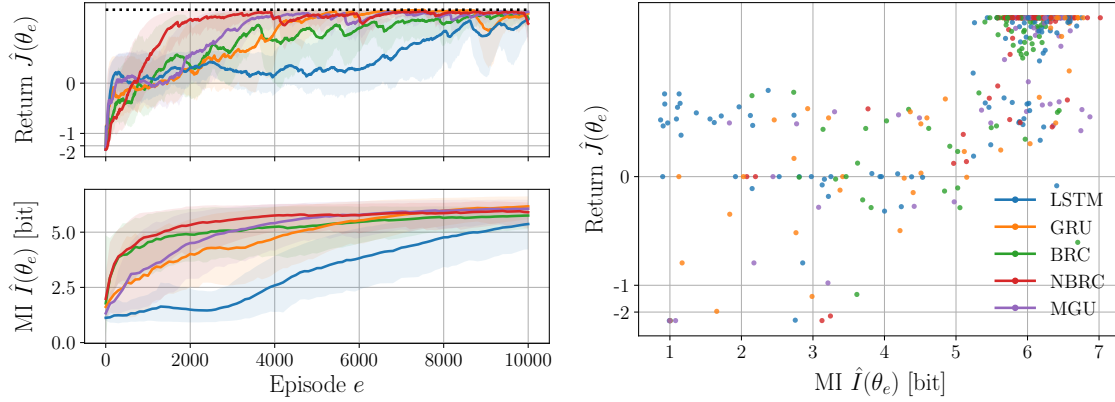 Return Ĵ(θₑ)
0
-1
-2
MI Î(θₑ) [bit]
5.0
2.5
0.0
0
2000
4000
6000
8000
10000
Episode e
Return Ĵ(θₑ)
0
-1
-2
LSTM
GRU
BRC
NBRC
MGU
1
2
3
4
5
6
7
MI Î(θₑ) [bit]